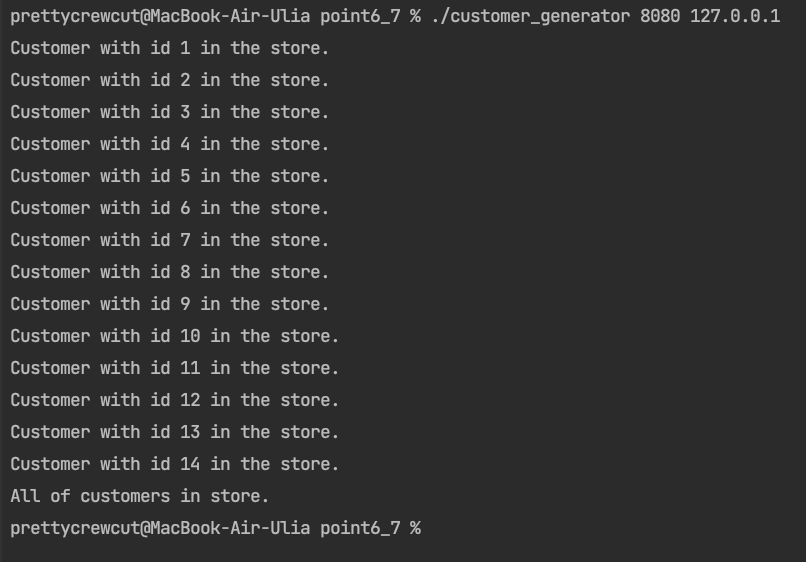 prettycrewcut@MacBook-Air-Ulia point6_7 % ./customer_generator 8080 127.0.0.1
Customer with id 1 in the store.
Customer with id 2 in the store.
Customer with id 3 in the store.
Customer with id 4 in the store.
Customer with id 5 in the store.
Customer with id 6 in the store.
Customer with id 7 in the store.
Customer with id 8 in the store.
Customer with id 9 in the store.
Customer with id 10 in the store.
Customer with id 11 in the store.
Customer with id 12 in the store.
Customer with id 13 in the store.
Customer with id 14 in the store.
All of customers in store.
prettycrewcut@MacBook-Air-Ulia point6_7 %